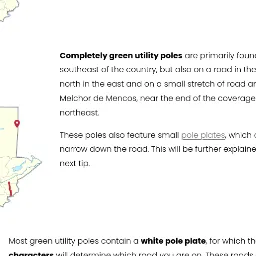 Completely green utility poles are primarily foun
southeast of the country, but also on a road in the
north in the east and on a small stretch of road ar
Melchor de Mencos, near the end of the coverage
northeast.
These poles also feature small pole plates, which
narrow down the road. This will be further explaine
next tip.
Most green utility poles contain a white pole plate, for which th
characters will determine which road you are on. These roads